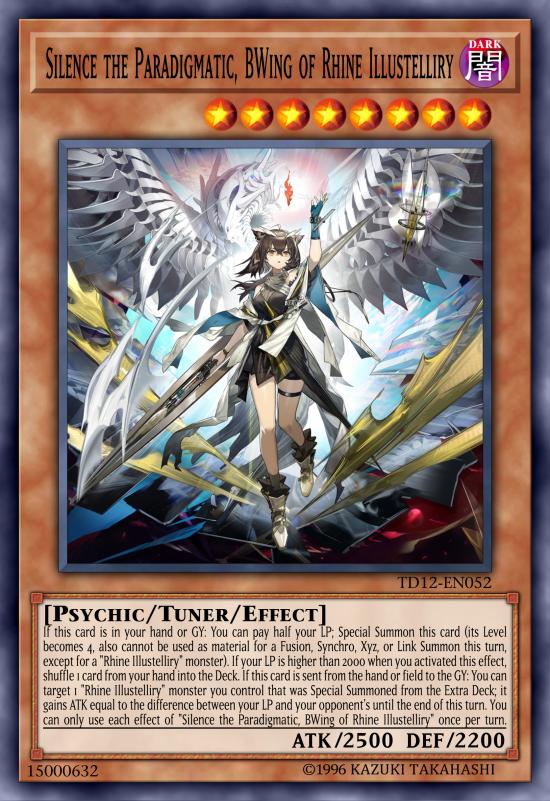 Silence the Paradigmatic, BWing of Rhine Illustelliry
DARK
闇
TD12-EN052
[Psychic/Tuner/Effect]
If this card is in your hand or GY: You can pay half your LP; Special Summon this card (its Level
becomes 4, also cannot be used as material for a Fusion, Synchro, Xyz, or Link Summon this turn,
except for a "Rhine Illustelliry" monster). If your LP is higher than 2000 when you activated this effect,
shuffle 1 card from your hand into the Deck. If this card is sent from the hand or field to the GY: You can
target 1 "Rhine Illustelliry" monster you control that was Special Summoned from the Extra Deck; it
gains ATK equal to the difference between your LP and your opponent's until the end of this turn. You
can only use each effect of "Silence the Paradigmatic, BWing of Rhine Illustelliry" once per turn.
ATK/2500 DEF/2200
15000632
©1996 KAZUKI TAKAHASHI